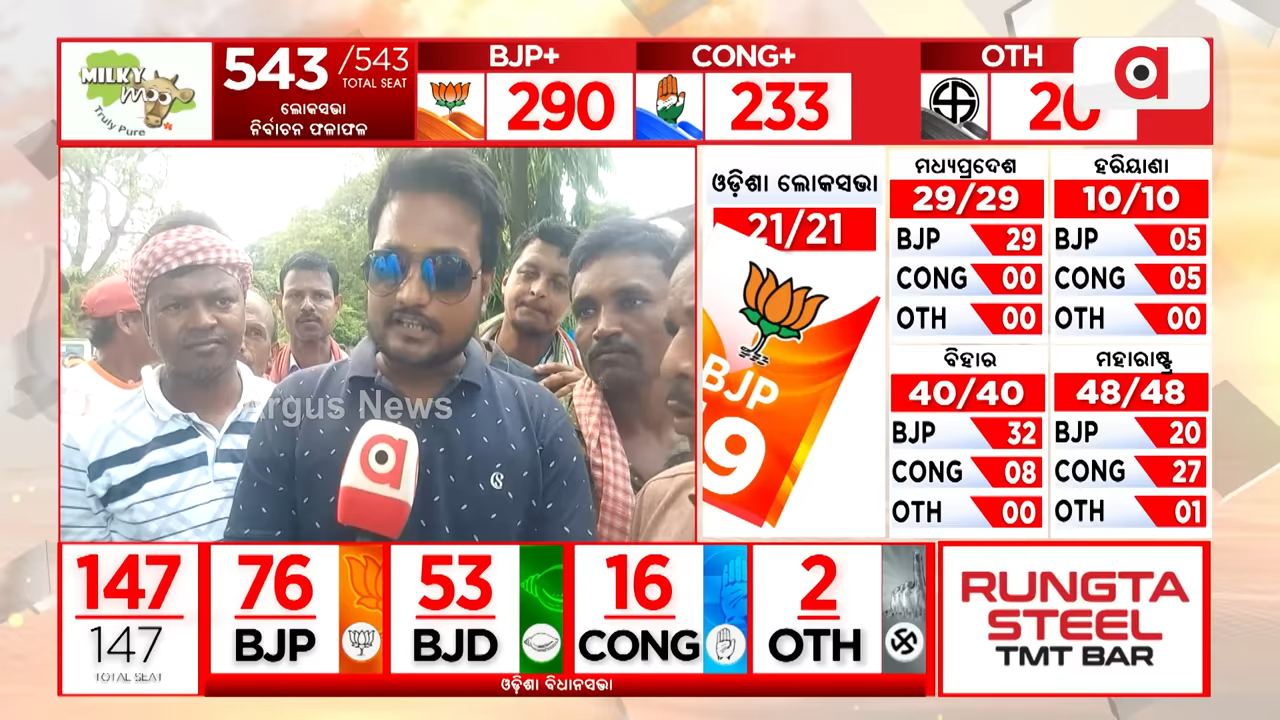 MILKY
moo
Truly Pure
543 /543
TOTAL SEAT
ଲୋକସଭା
ନିର୍ବାଚନ ଫଳାଫଳ
BJP+
290
CONG+
233
OTH
20
a
ଓଡ଼ିଶା ଲୋକସଭା
21/21
BJP
9
ମଧ୍ୟପ୍ରଦେଶ
29/29
BJP 29
CONG 00
OTH 00
ହରିୟାଣା
10/10
BJP 05
CONG 05
OTH 00
ବିହାର
40/40
BJP 32
CONG 08
OTH 00
ମହାରାଷ୍ଟ୍ର
48/48
BJP 20
CONG 27
OTH 01
Argus News
a
147
147
TOTAL SEAT
76
BJP
53
BJD
16
CONG
2
OTH
ଓଡ଼ିଶା ବିଧାନସଭା
RUNGTA
STEEL
TMT BAR